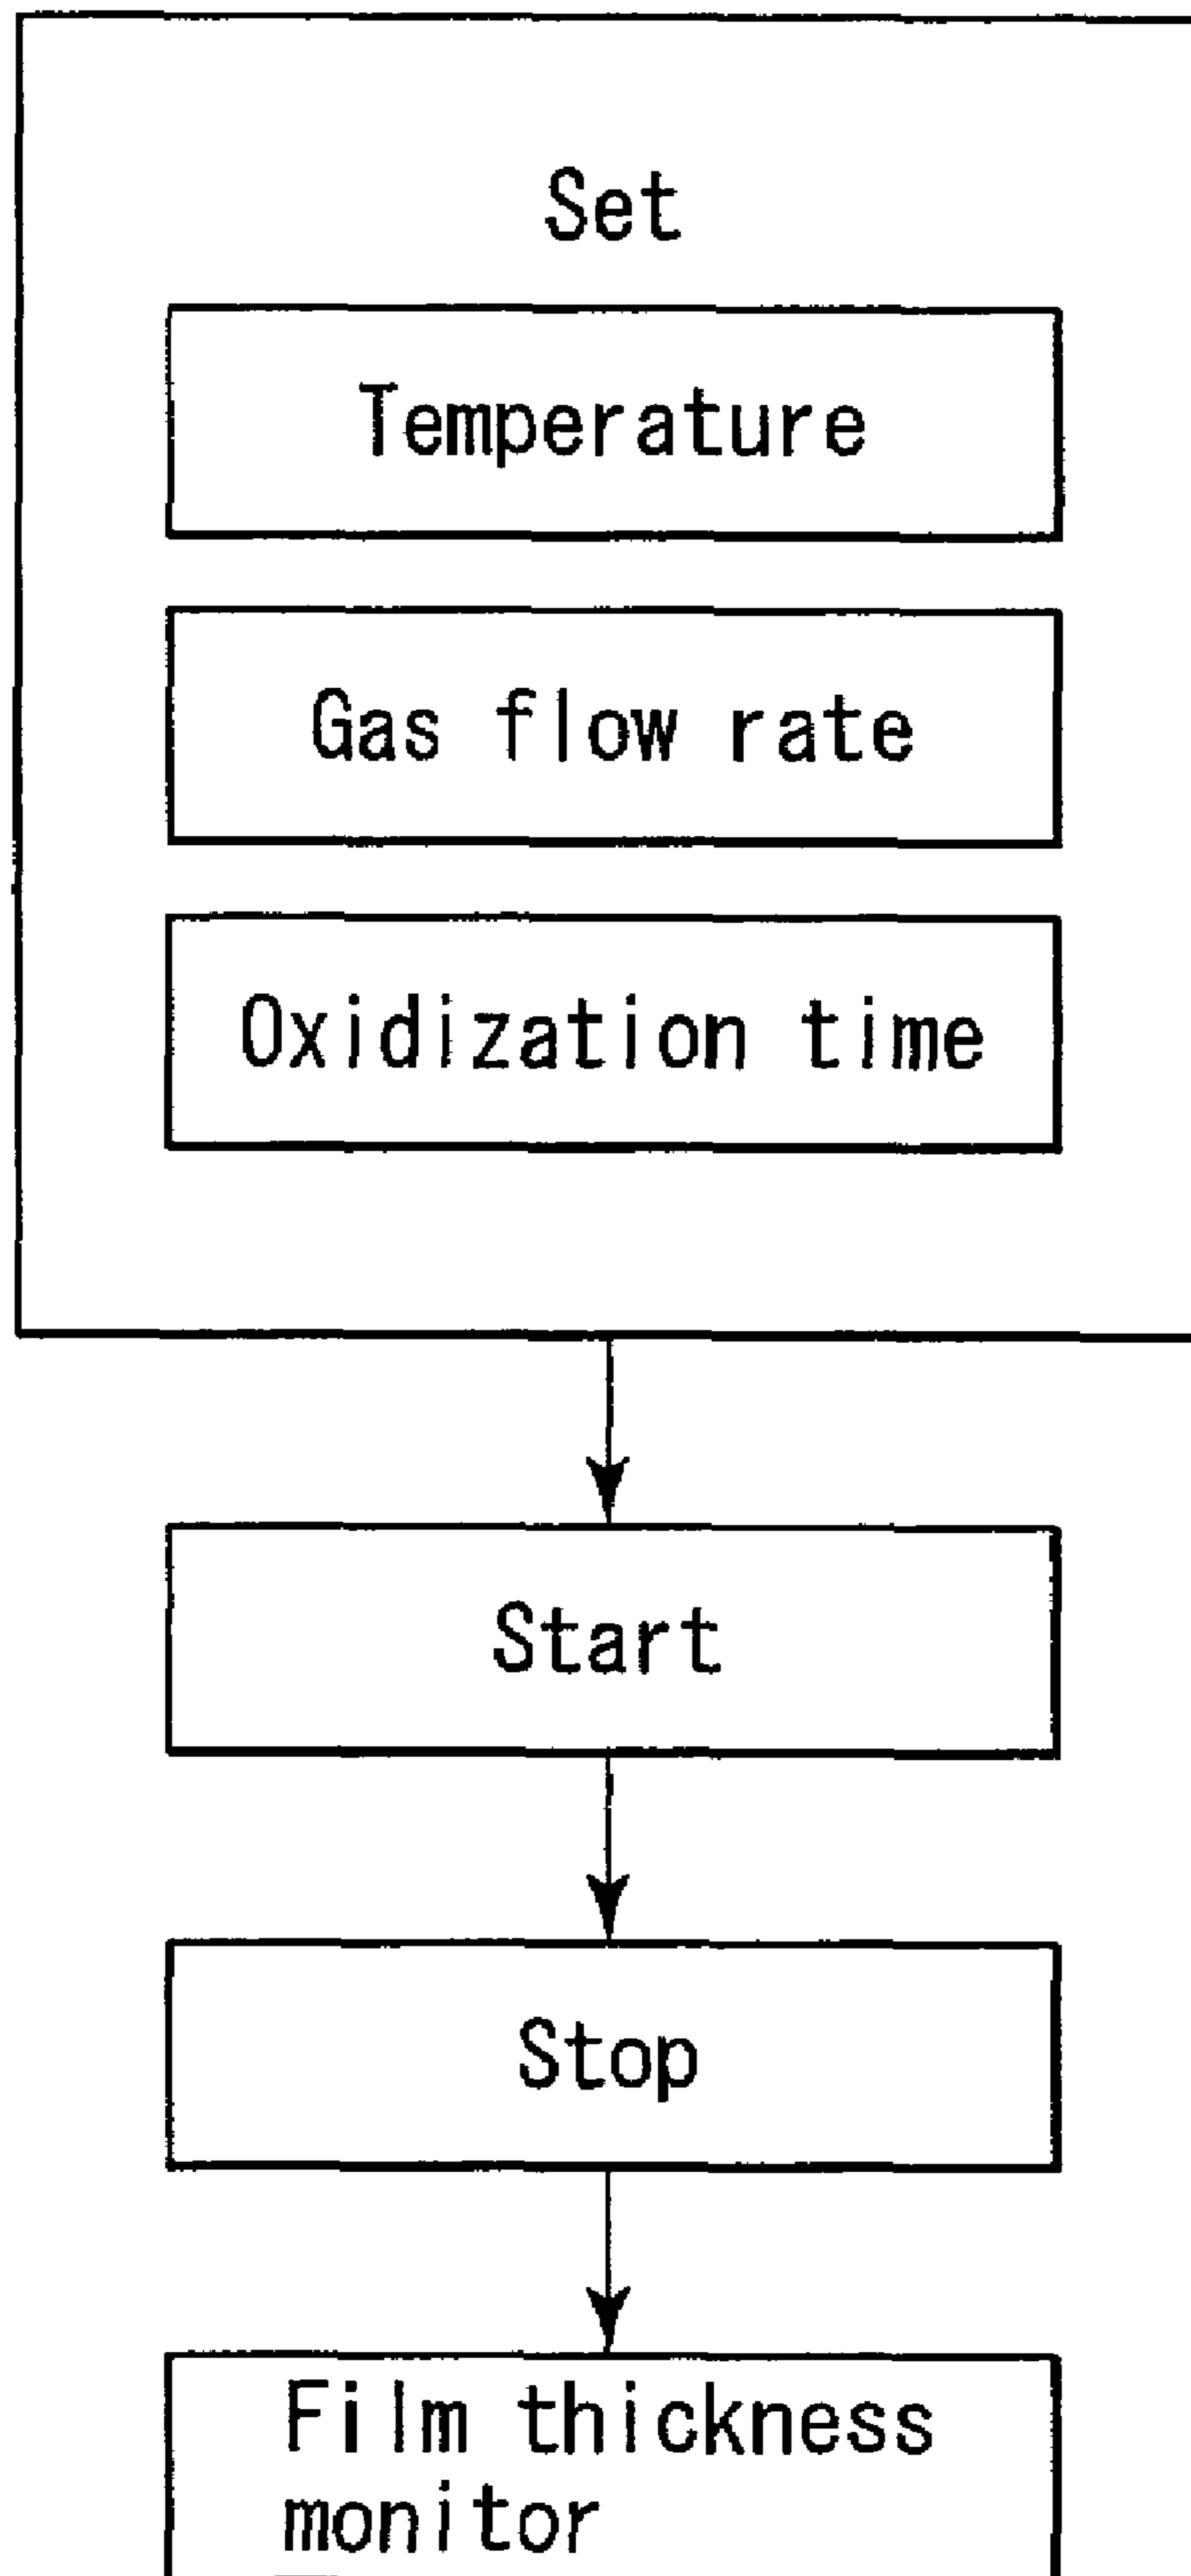 Set
Temperature
Gas flow rate
Oxidization time
Start
Stop
Film thickness
monitor